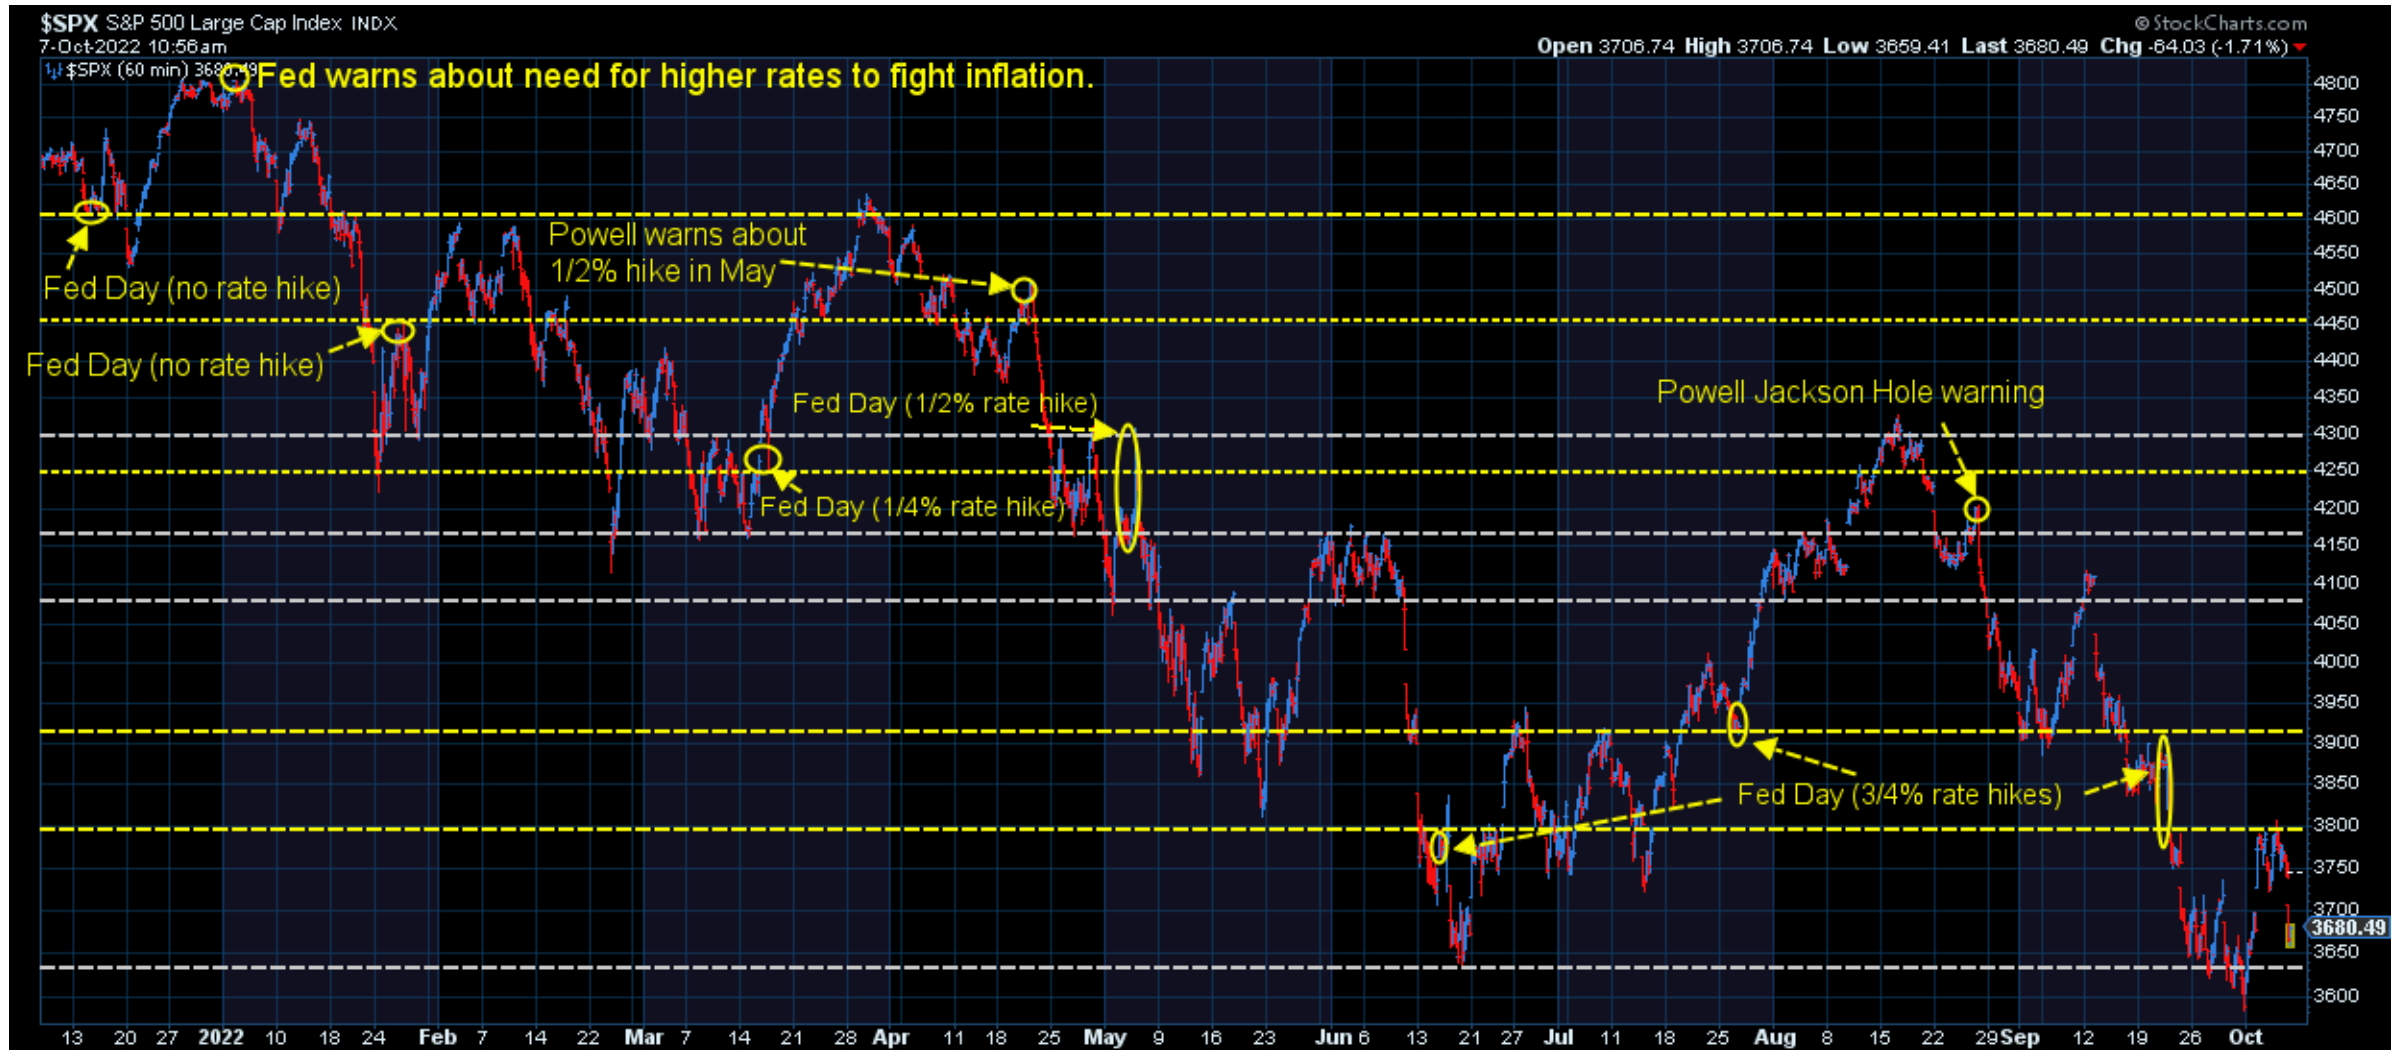 $SPX S&P 500 Large Cap Index INDX
© StockCharts.com
7-Oct-2022 10:56am
Open 3706.74 High 3706.74 Low 3659.41 Last 3680.49 Chg -64.03 (-1.71%)
$SPX (60 min) 3680.49
Fed warns about need for higher rates to fight inflation.
Powell warns about
1/2% hike in May
Fed Day (no rate hike)
Fed Day (no rate hike)
Fed Day (1/2% rate hike)
Powell Jackson Hole warning
Fed Day (1/4% rate hike)
Fed Day (3/4% rate hikes)
4800
4750
4700
4650
4600
4550
4500
4450
4400
4350
4300
4250
4200
4150
4100
4050
4000
3950
3900
3850
3800
3750
3700
3680.49
3650
3600
13 20 27 2022 10 18 24 Feb 7 14 22 Mar 7 14 21 28 Apr 11 18 25 May 9 16 23 Jun 6 13 21 27 Jul 11 18 25 Aug 8 15 22 29 Sep 12 19 26 Oct